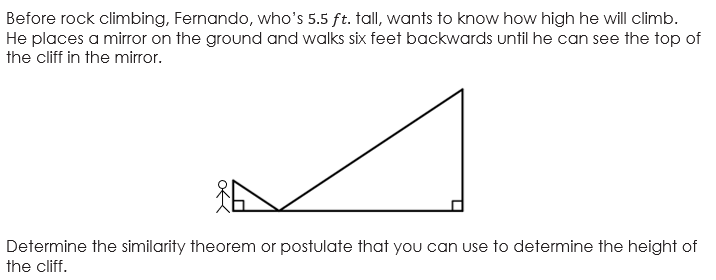 Before rock climbing, Fernando, who's 5.5 ft. tall, wants to know how high he will climb.
He places a mirror on the ground and walks six feet backwards until he can see the top of
the cliff in the mirror.
Determine the similarity theorem or postulate that you can use to determine the height of
the cliff.